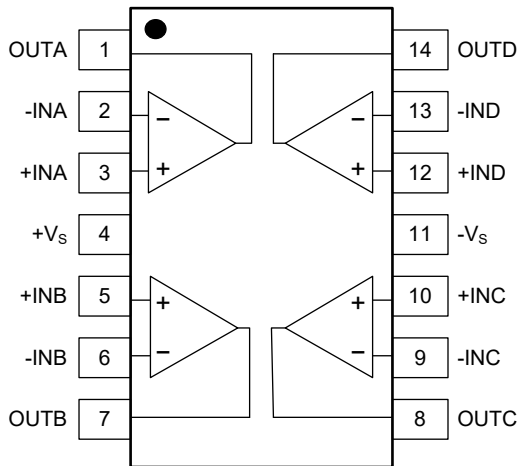 OUTA 1 14 OUTD
-INA 2 − − 13 -IND
+INA 3 + + 12 +IND
+VS 4 11 -VS
+INB 5 + + 10 +INC
-INB 6 − − 9 -INC
OUTB 7 8 OUTC